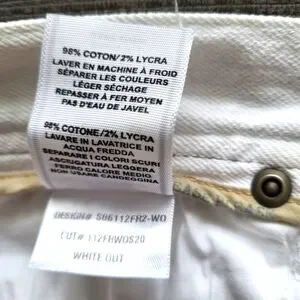 98% COTON/2% LYCRA
LAVER EN MACHINE À FROID
SÉPARER LES COULEURS
LÉGER SÉCHAGE
REPASSER À FER MOYEN
PAS D'EAU DE JAVEL
98% COTONE/2% LYCRA
LAVARE IN LAVATRICE IN
ACQUA FREDDA
SEPARARE I COLORI SCURI
ASCIUGATURA LEGGERA
FERRO CALORE MEDIO
NON USARE CANDEGGINA
DESIGN# S86112FR2-WO
CUT# 112FRWOS20
WHITE OUT